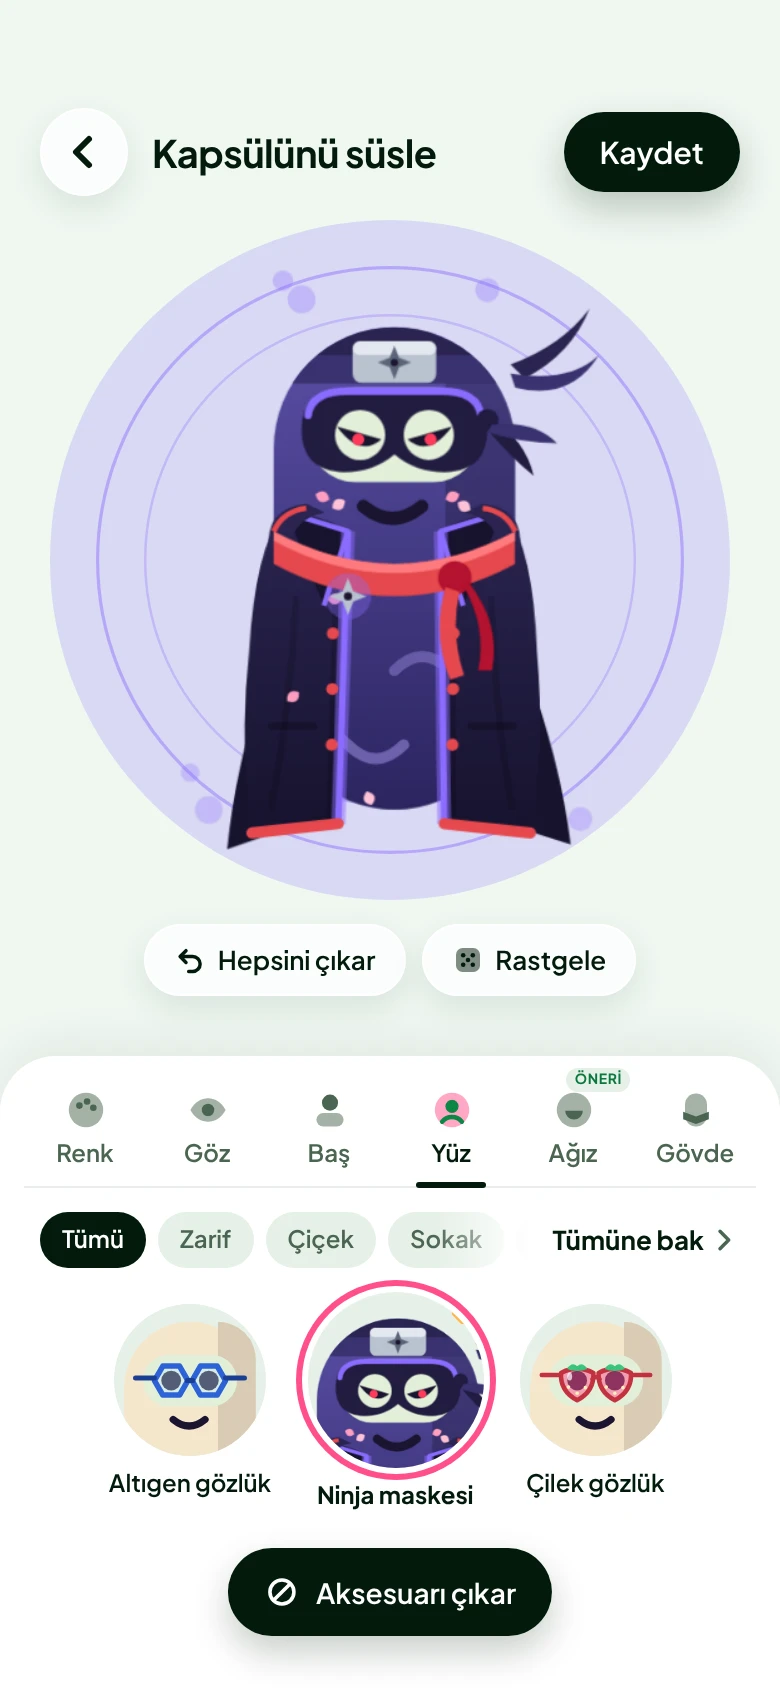 Kapsülünü süsle
Kaydet
Hepsini çıkar
Rastgele
ÖNERİ
Renk
Göz
Baş
Yüz
Ağız
Gövde
Tümü
Zarif
Çiçek
Sokak
Tümüne bak
Altıgen gözlük
Ninja maskesi
Çilek gözlük
Aksesuarı çıkar